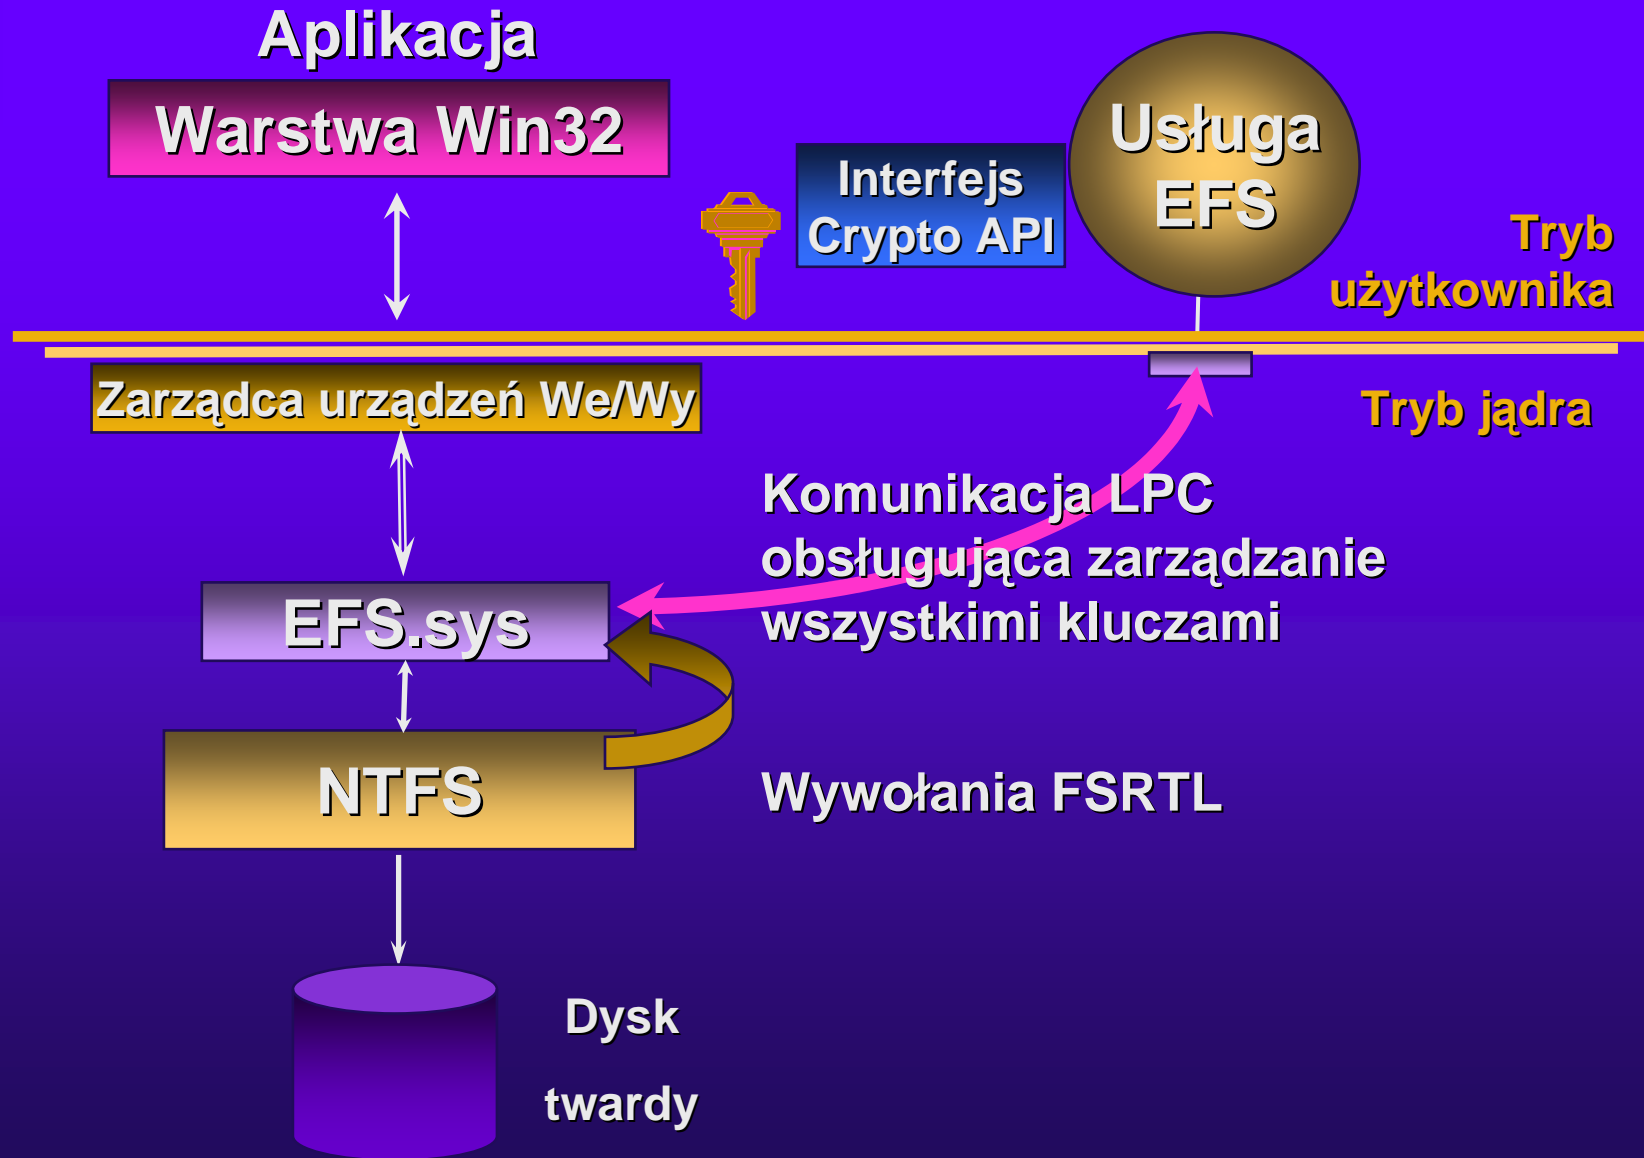 Aplikacja
Warstwa Win32
Interfejs
Crypto API
Usługa
EFS
Tryb
użytkownika
Zarządca urządzeń We/Wy
Tryb jądra
Komunikacja LPC
obsługująca zarządzanie
wszystkimi kluczami
EFS.sys
NTFS
Wywołania FSRTL
Dysk
twardy